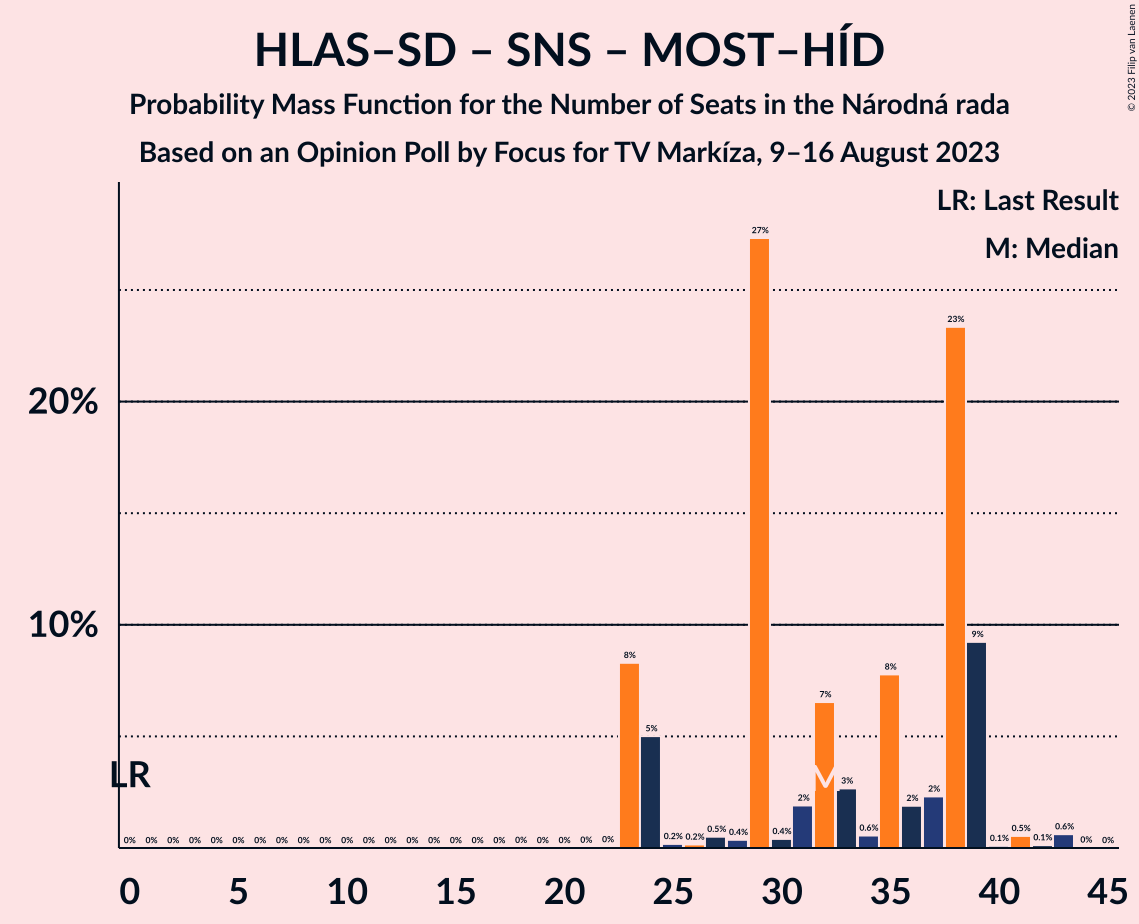 HLAS–SD – SNS – MOST–HÍD
Probability Mass Function for the Number of Seats in the Národná rada
Based on an Opinion Poll by Focus for TV Markíza, 9–16 August 2023
© 2023 Filip van Laenen
LR: Last Result
M: Median
27%
23%
20%
10%
9%
8%
8%
7%
5%
LR
M
3%
2%
2%
2%
0% 0% 0% 0% 0% 0% 0% 0% 0% 0% 0% 0% 0% 0% 0% 0% 0% 0% 0% 0% 0% 0% 0% 0.2% 0.2% 0.5% 0.4% 0.4% 0.6% 0.1% 0.5% 0.1% 0.6% 0% 0%
0 5 10 15 20 25 30 35 40 45